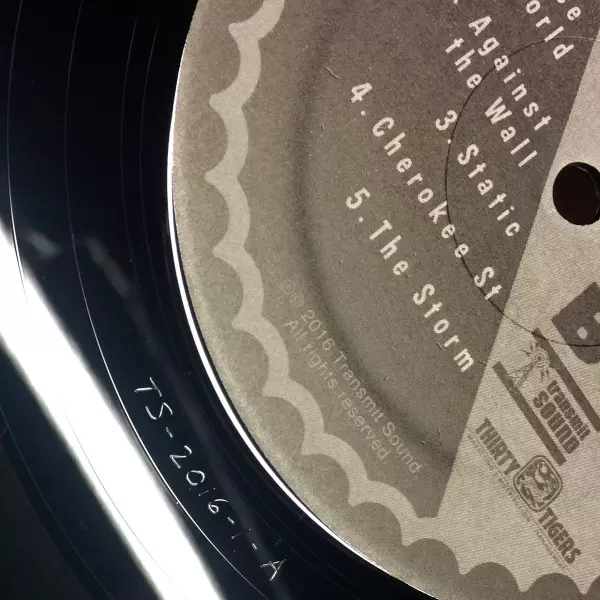 orld
Against
the Wall
3. Static
4. Cherokee St
5. The Storm
℗© 2016 Transmit Sound.
All rights reserved.
B
transmit
SOUND
THIRTY
TIGERS
TS-2016-1-A